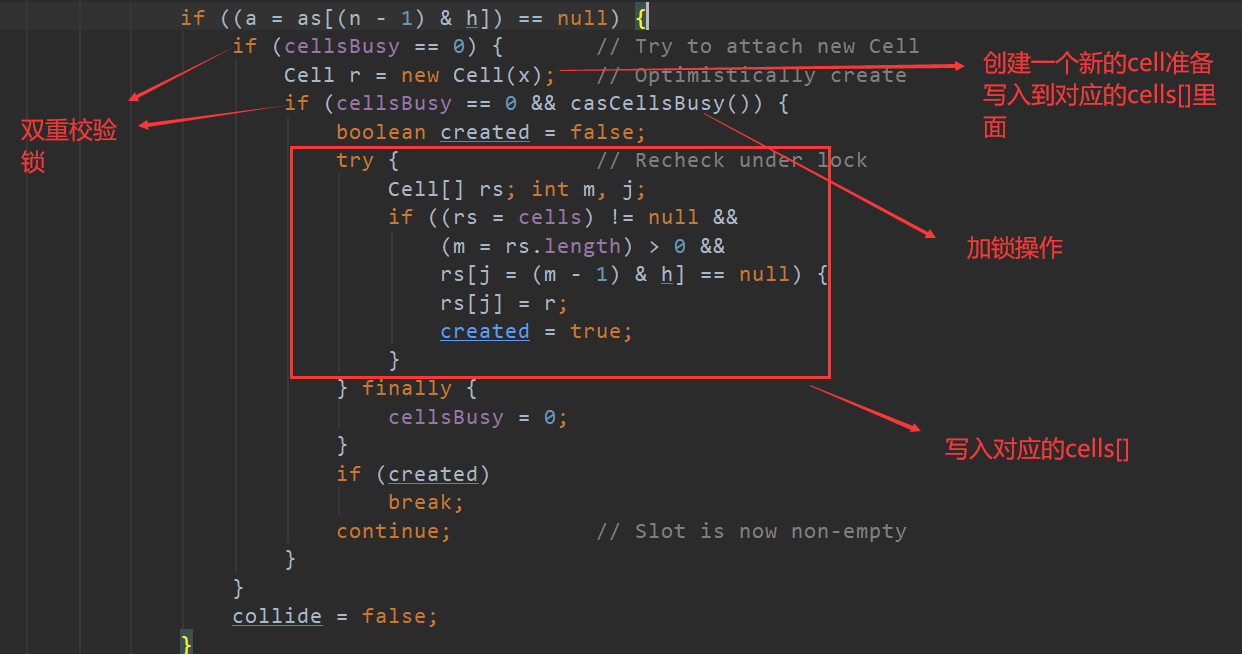 if ((a = as[(n - 1) & h]) == null) {
if (cellsBusy == 0) {       // Try to attach new Cell
Cell r = new Cell(x);   // Optimistically create
if (cellsBusy == 0 && casCellsBusy()) {
boolean created = false;
try {               // Recheck under lock
Cell[] rs; int m, j;
if ((rs = cells) != null &&
(m = rs.length) > 0 &&
rs[j = (m - 1) & h] == null) {
rs[j] = r;
created = true;
}
} finally {
cellsBusy = 0;
}
if (created)
break;
continue;           // Slot is now non-empty
}
}
collide = false;
}
双重校验
锁
创建一个新的cell准备
写入到对应的cells[]里
面
加锁操作
写入对应的cells[]